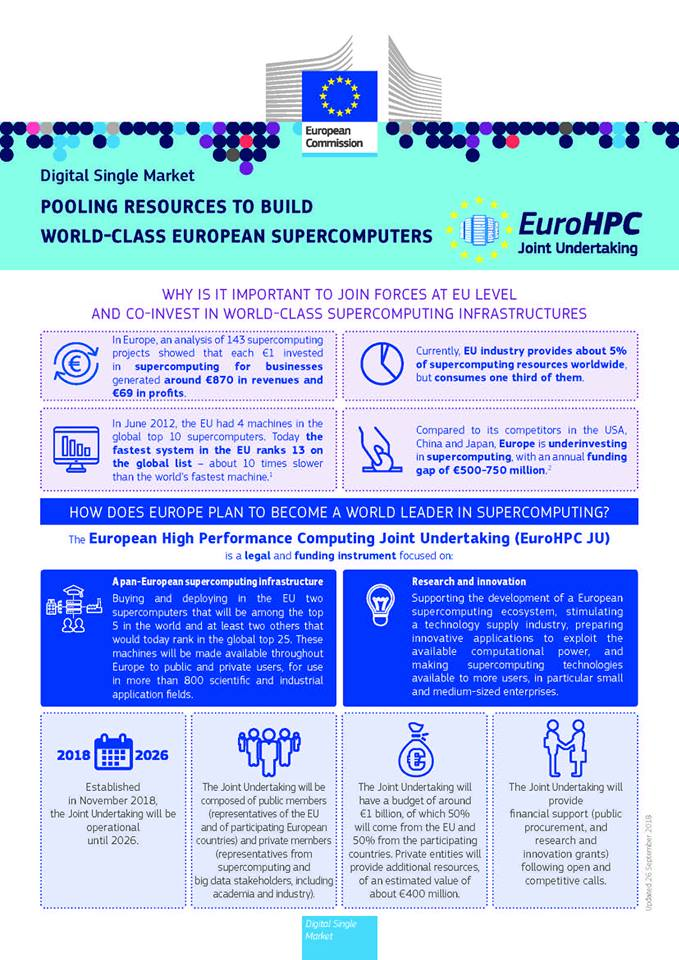 European
Commission
Digital Single Market
POOLING RESOURCES TO BUILD
WORLD-CLASS EUROPEAN SUPERCOMPUTERS
EuroHPC
Joint Undertaking
WHY IS IT IMPORTANT TO JOIN FORCES AT EU LEVEL
AND CO-INVEST IN WORLD-CLASS SUPERCOMPUTING INFRASTRUCTURES
€
In Europe, an analysis of 143 supercomputing
projects showed that each €1 invested
in supercomputing for businesses
generated around €870 in revenues and
€69 in profits.
Currently, EU industry provides about 5%
of supercomputing resources worldwide,
but consumes one third of them.
In June 2012, the EU had 4 machines in the
global top 10 supercomputers. Today the
fastest system in the EU ranks 13 on
the global list – about 10 times slower
than the world's fastest machine.1
Compared to its competitors in the USA,
China and Japan, Europe is underinvesting
in supercomputing, with an annual funding
gap of €500-750 million.2
HOW DOES EUROPE PLAN TO BECOME A WORLD LEADER IN SUPERCOMPUTING?
The European High Performance Computing Joint Undertaking (EuroHPC JU)
is a legal and funding instrument focused on:
A pan-European supercomputing infrastructure
Buying and deploying in the EU two
supercomputers that will be among the top
5 in the world and at least two others that
would today rank in the global top 25. These
machines will be made available throughout
Europe to public and private users, for use
in more than 800 scientific and industrial
application fields.
Research and innovation
Supporting the development of a European
supercomputing ecosystem, stimulating
a technology supply industry, preparing
innovative applications to exploit the
available computational power, and
making supercomputing technologies
available to more users, in particular small
and medium-sized enterprises.
2018 2026
Established
in November 2018,
the Joint Undertaking will be
operational
until 2026.
The Joint Undertaking will be
composed of public members
(representatives of the EU
and of participating European
countries) and private members
(representatives from
supercomputing and
big data stakeholders, including
academia and industry).
€
The Joint Undertaking will
have a budget of around
€1 billion, of which 50%
will come from the EU and
50% from the participating
countries. Private entities will
provide additional resources,
of an estimated value of
about €400 million.
The Joint Undertaking will
provide
financial support (public
procurement, and
research and
innovation grants)
following open and
competitive calls.
Updated 26 September 2018
Digital Single
Market